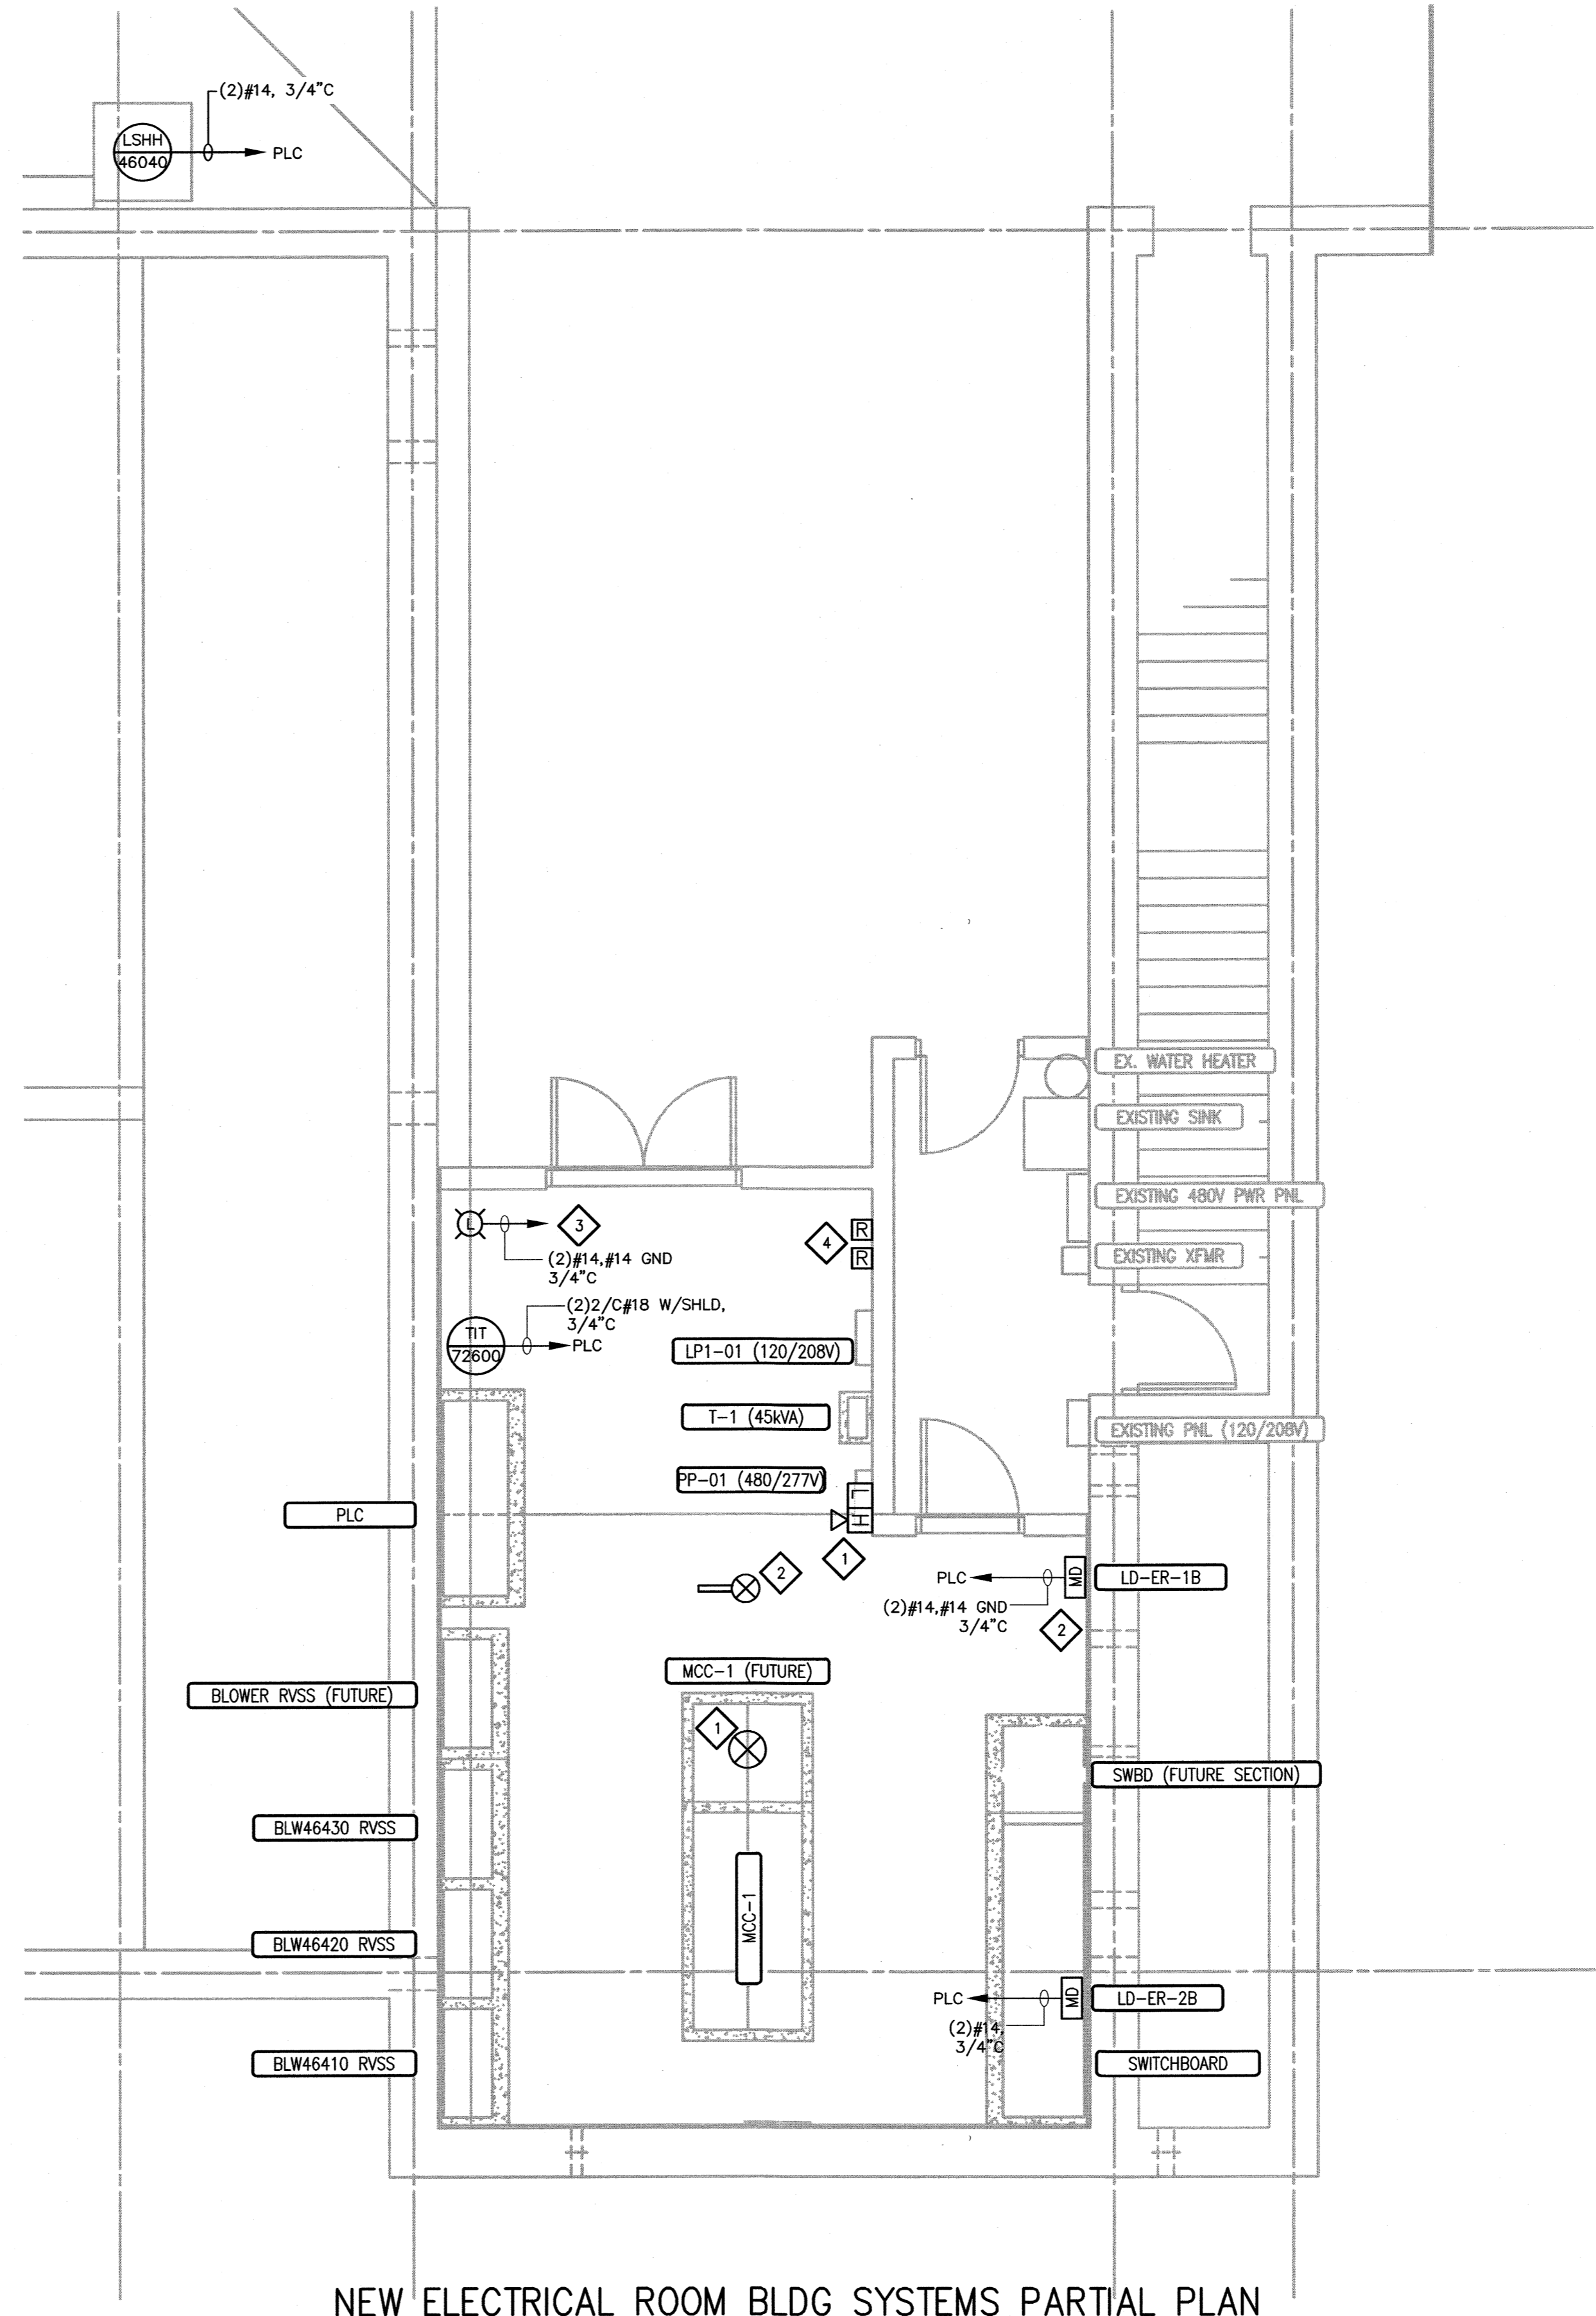 (2)#14, 3/4"C
LSHH
46040
PLC
EX. WATER HEATER
EXISTING SINK
EXISTING 480V PWR PNL
L
3
R
4
R
(2)#14,#14 GND
3/4"C
EXISTING XFMR
(2)2/C#18 W/SHLD,
3/4"C
TIT
72600
PLC
LP1-01 (120/208V)
T-1 (45kVA)
EXISTING PNL (120/208V)
PP-01 (480/277V)
L
H
PLC
1
2
PLC
MD
LD-ER-1B
(2)#14,#14 GND
3/4"C
2
MCC-1 (FUTURE)
BLOWER RVSS (FUTURE)
1
SWBD (FUTURE SECTION)
BLW46430 RVSS
MCC-1
BLW46420 RVSS
PLC
MD
LD-ER-2B
(2)#14,
3/4"C
BLW46410 RVSS
SWITCHBOARD
NEW ELECTRICAL ROOM BLDG SYSTEMS PARTIAL PLAN